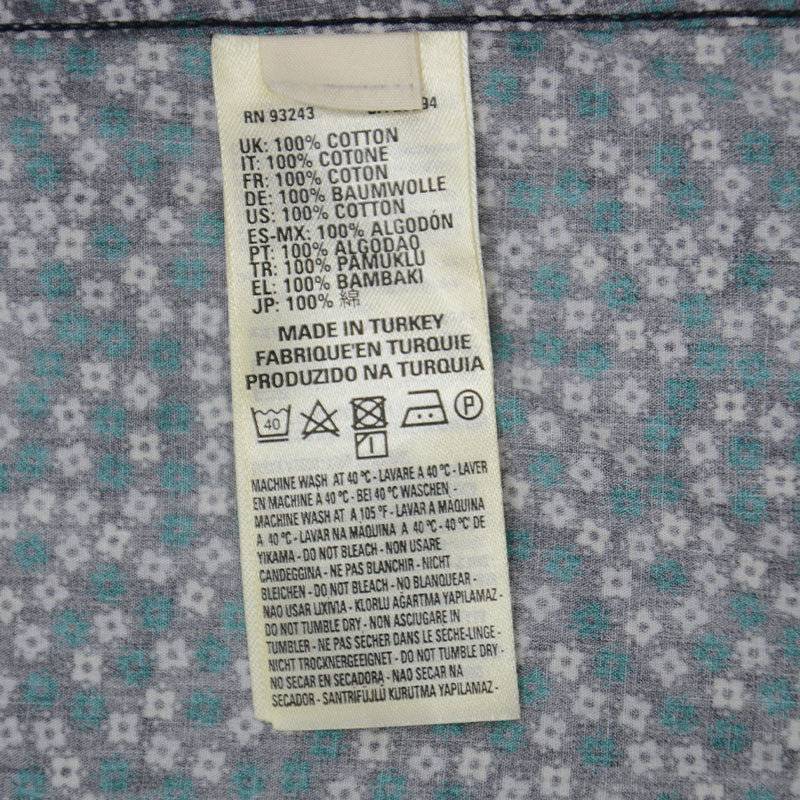 RN 93243 94
UK: 100% COTTON
IT: 100% COTONE
FR: 100% COTON
DE: 100% BAUMWOLLE
US: 100% COTTON
ES-MX: 100% ALGODÓN
PT: 100% ALGODAO
TR: 100% PAMUKLU
EL: 100% BAMBAKI
JP: 100% 綿
MADE IN TURKEY
FABRIQUE'EN TURQUIE
PRODUZIDO NA TURQUIA
40 P
MACHINE WASH AT 40 °C - LAVARE A 40 °C - LAVER
EN MACHINE A 40 °C - BEI 40 °C WASCHEN -
MACHINE WASH AT A 105 °F - LAVAR A MAQUINA
A 40 °C - LAVAR NA MAQUINA A 40 °C - 40 °C' DE
YIKAMA - DO NOT BLEACH - NON USARE
CANDEGGINA - NE PAS BLANCHIR - NICHT
BLEICHEN - DO NOT BLEACH - NO BLANQUEAR -
NAO USAR LIXIVIA - KLORLU AĞARTMA YAPILAMAZ -
DO NOT TUMBLE DRY - NON ASCIUGARE IN
TUMBLER - NE PAS SECHER DANS LE SECHE-LINGE -
NICHT TROCKNERGEEIGNET - DO NOT TUMBLE DRY -
NO SECAR EN SECADORA - NAO SECAR NA
SECADOR - SANTRIFÜJLÜ KURUTMA YAPILAMAZ -